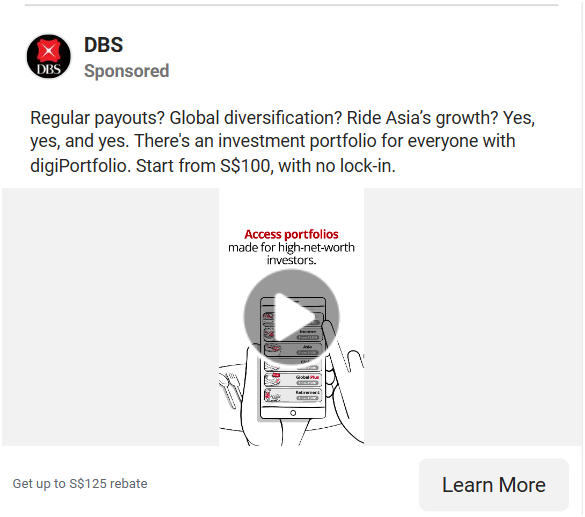 DBS
DBS
Sponsored
Regular payouts? Global diversification? Ride Asia’s growth? Yes,
yes, and yes. There's an investment portfolio for everyone with
digiPortfolio. Start from S$100, with no lock-in.
Access portfolios
made for high-net-worth
investors.
Income
Asia
Global Plus
Retirement
Get up to S$125 rebate
Learn More